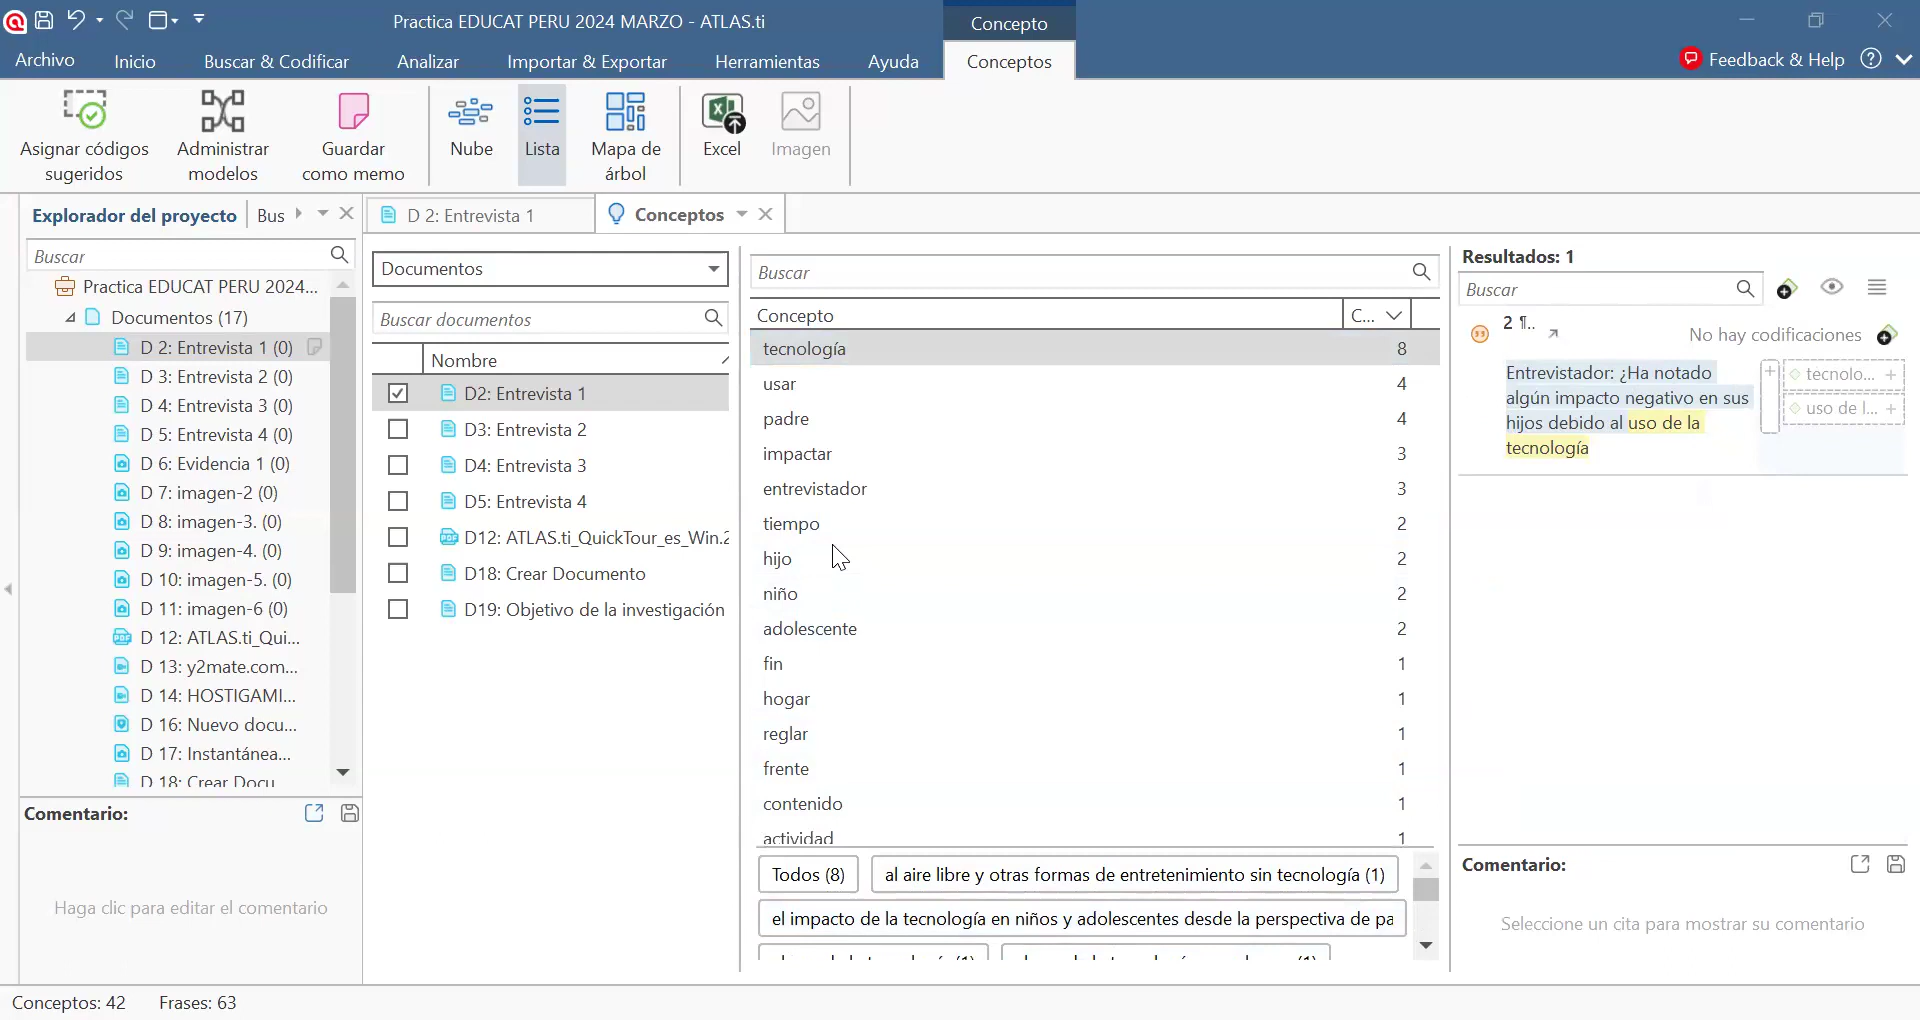 Practica EDUCAT PERU 2024 MARZO - ATLAS.ti
Concepto
Archivo
Inicio
Buscar & Codificar
Analizar
Importar & Exportar
Herramientas
Ayuda
Conceptos
Feedback & Help
Asignar códigos
sugeridos
Administrar
modelos
Guardar
como memo
Nube
Lista
Mapa de
árbol
Excel
Imagen
Explorador del proyecto
Bus
D 2: Entrevista 1
Conceptos
Buscar
Practica EDUCAT PERU 2024...
Documentos (17)
D 2: Entrevista 1 (0)
D 3: Entrevista 2 (0)
D 4: Entrevista 3 (0)
D 5: Entrevista 4 (0)
D 6: Evidencia 1 (0)
D 7: imagen-2 (0)
D 8: imagen-3. (0)
D 9: imagen-4. (0)
D 10: imagen-5. (0)
D 11: imagen-6 (0)
D 12: ATLAS.ti_Qui...
D 13: y2mate.com...
D 14: HOSTIGAMI...
D 16: Nuevo docu...
D 17: Instantánea...
D 18: Crear Docu
Comentario:
Haga clic para editar el comentario
Documentos
Buscar documentos
Nombre
D2: Entrevista 1
D3: Entrevista 2
D4: Entrevista 3
D5: Entrevista 4
PDF D12: ATLAS.ti_QuickTour_es_Win.2
D18: Crear Documento
D19: Objetivo de la investigación
Buscar
Concepto C...
tecnología 8
usar 4
padre 4
impactar 3
entrevistador 3
tiempo 2
hijo 2
niño 2
adolescente 2
fin 1
hogar 1
reglar 1
frente 1
contenido 1
actividad 1
Todos (8)
al aire libre y otras formas de entretenimiento sin tecnología (1)
el impacto de la tecnología en niños y adolescentes desde la perspectiva de pa
Resultados: 1
Buscar
2 ¶..
No hay codificaciones
Entrevistador: ¿Ha notado
algún impacto negativo en sus
hijos debido al uso de la
tecnología
tecnolo... +
uso de l... +
Comentario:
Seleccione un cita para mostrar su comentario
Conceptos: 42
Frases: 63